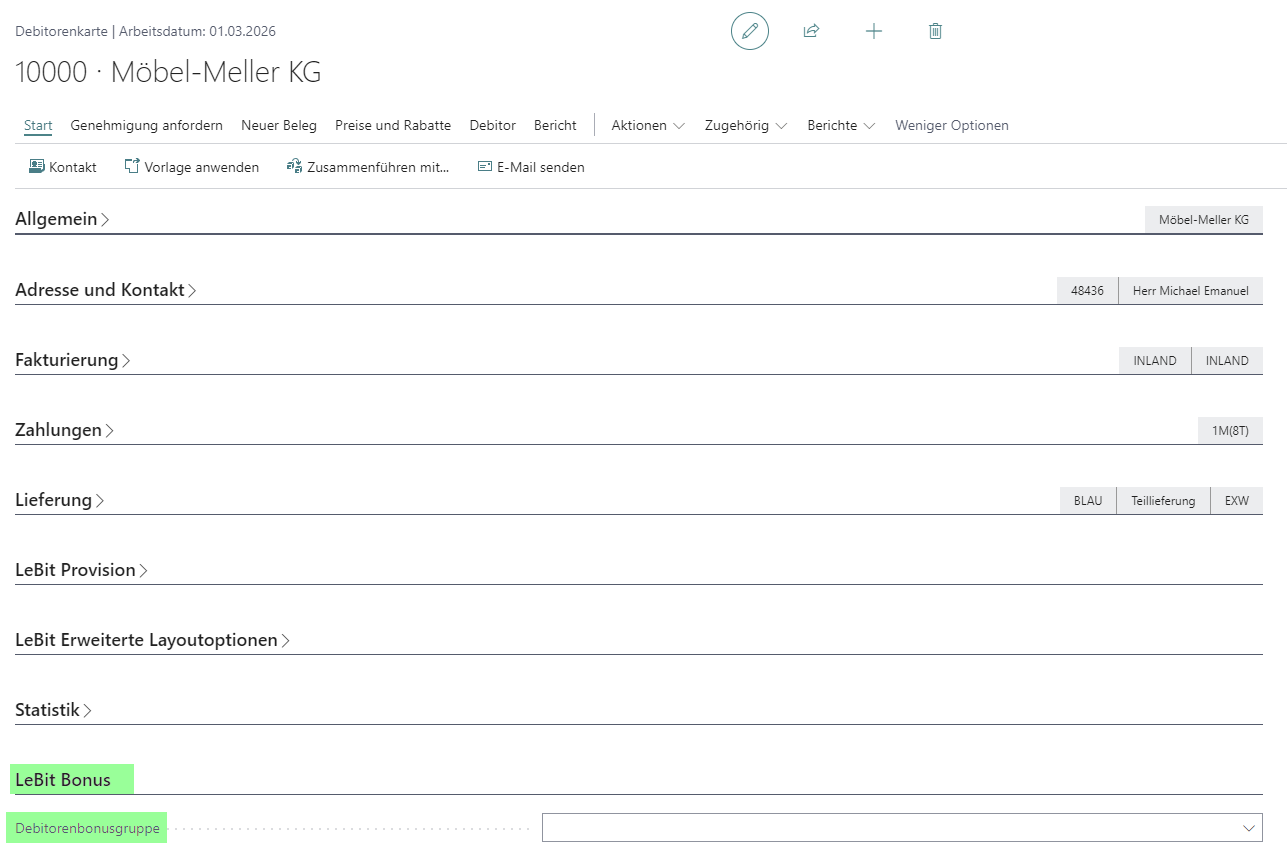 Debitorenkarte | Arbeitsdatum: 01.03.2026
10000 · Möbel-Meller KG
Start Genehmigung anfordern Neuer Beleg Preise und Rabatte Debitor Bericht Aktionen Zugehörig Berichte Weniger Optionen
Kontakt Vorlage anwenden Zusammenführen mit... E-Mail senden
Allgemein Möbel-Meller KG
Adresse und Kontakt 48436 Herr Michael Emanuel
Fakturierung INLAND INLAND
Zahlungen 1M(8T)
Lieferung BLAU Teillieferung EXW
LeBit Provision
LeBit Erweiterte Layoutoptionen
Statistik
LeBit Bonus
Debitorenbonusgruppe